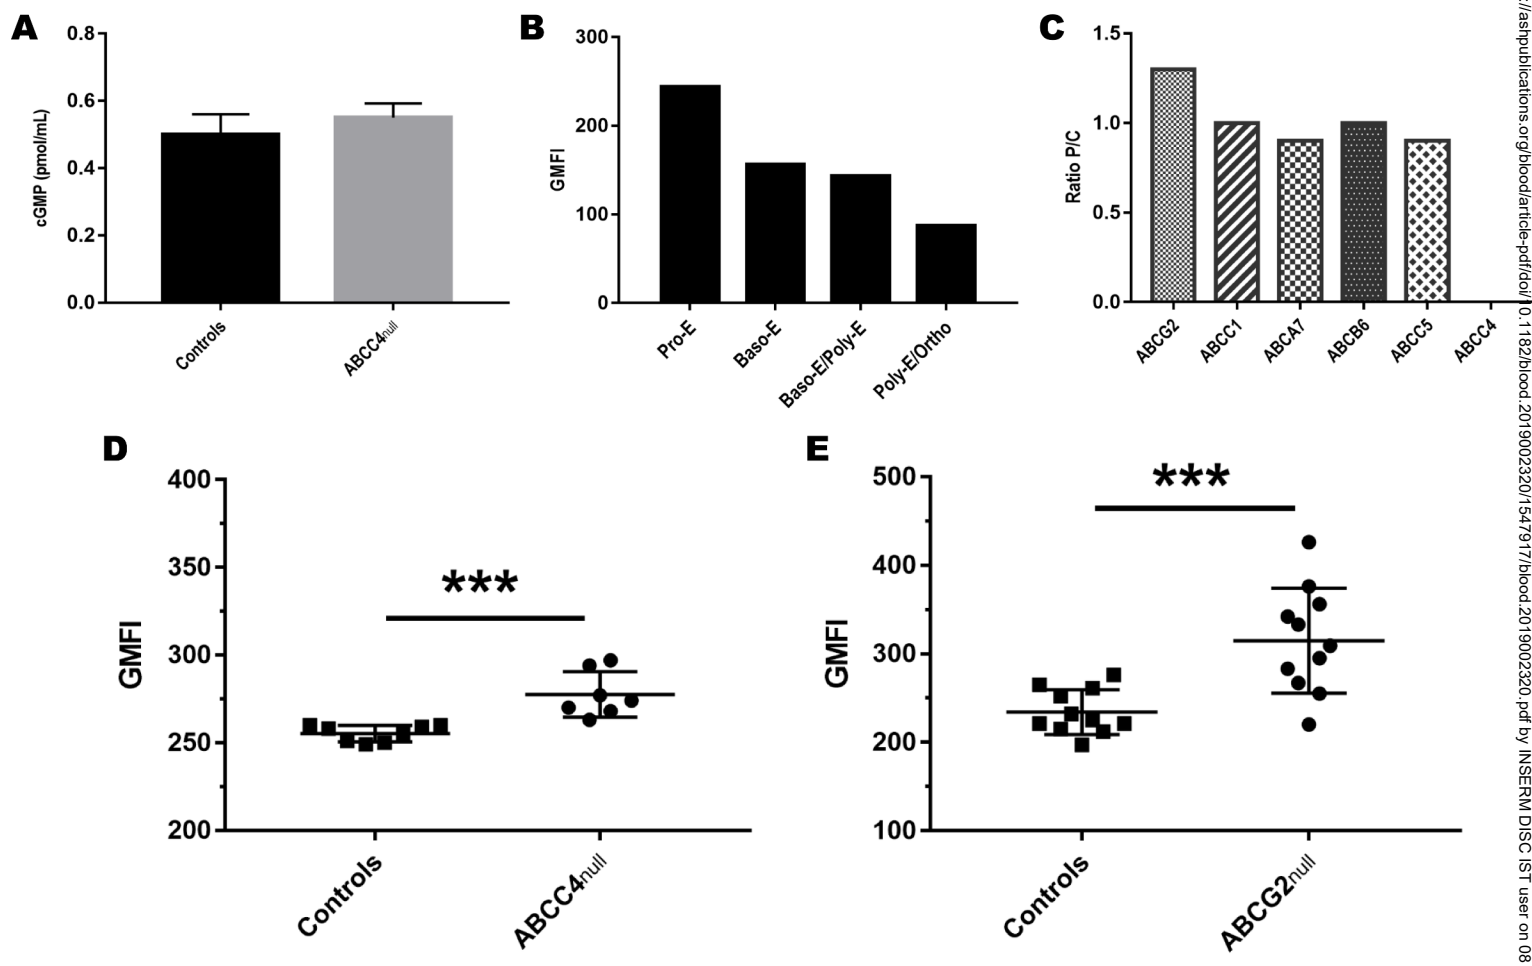 A
0.8
0.6
0.4
0.2
0.0
cGMP (pmol/mL)
Controls
ABCC4null
B
300
200
100
0
GMFI
Pro-E
Baso-E
Baso-E/Poly-E
Poly-E/Ortho
C
1.5
1.0
0.5
0.0
Ratio P/C
ABCG2
ABCC1
ABCA7
ABCB6
ABCC5
ABCC4
D
400
350
300
250
200
GMFI
***
Controls
ABCC4null
E
500
400
300
200
100
GMFI
***
Controls
ABCG2null
://ashpublications.org/blood/article-pdf/doi/10.1182/blood.2019002320/1547917/blood.2019002320.pdf by INSERM DISC IST user on 08